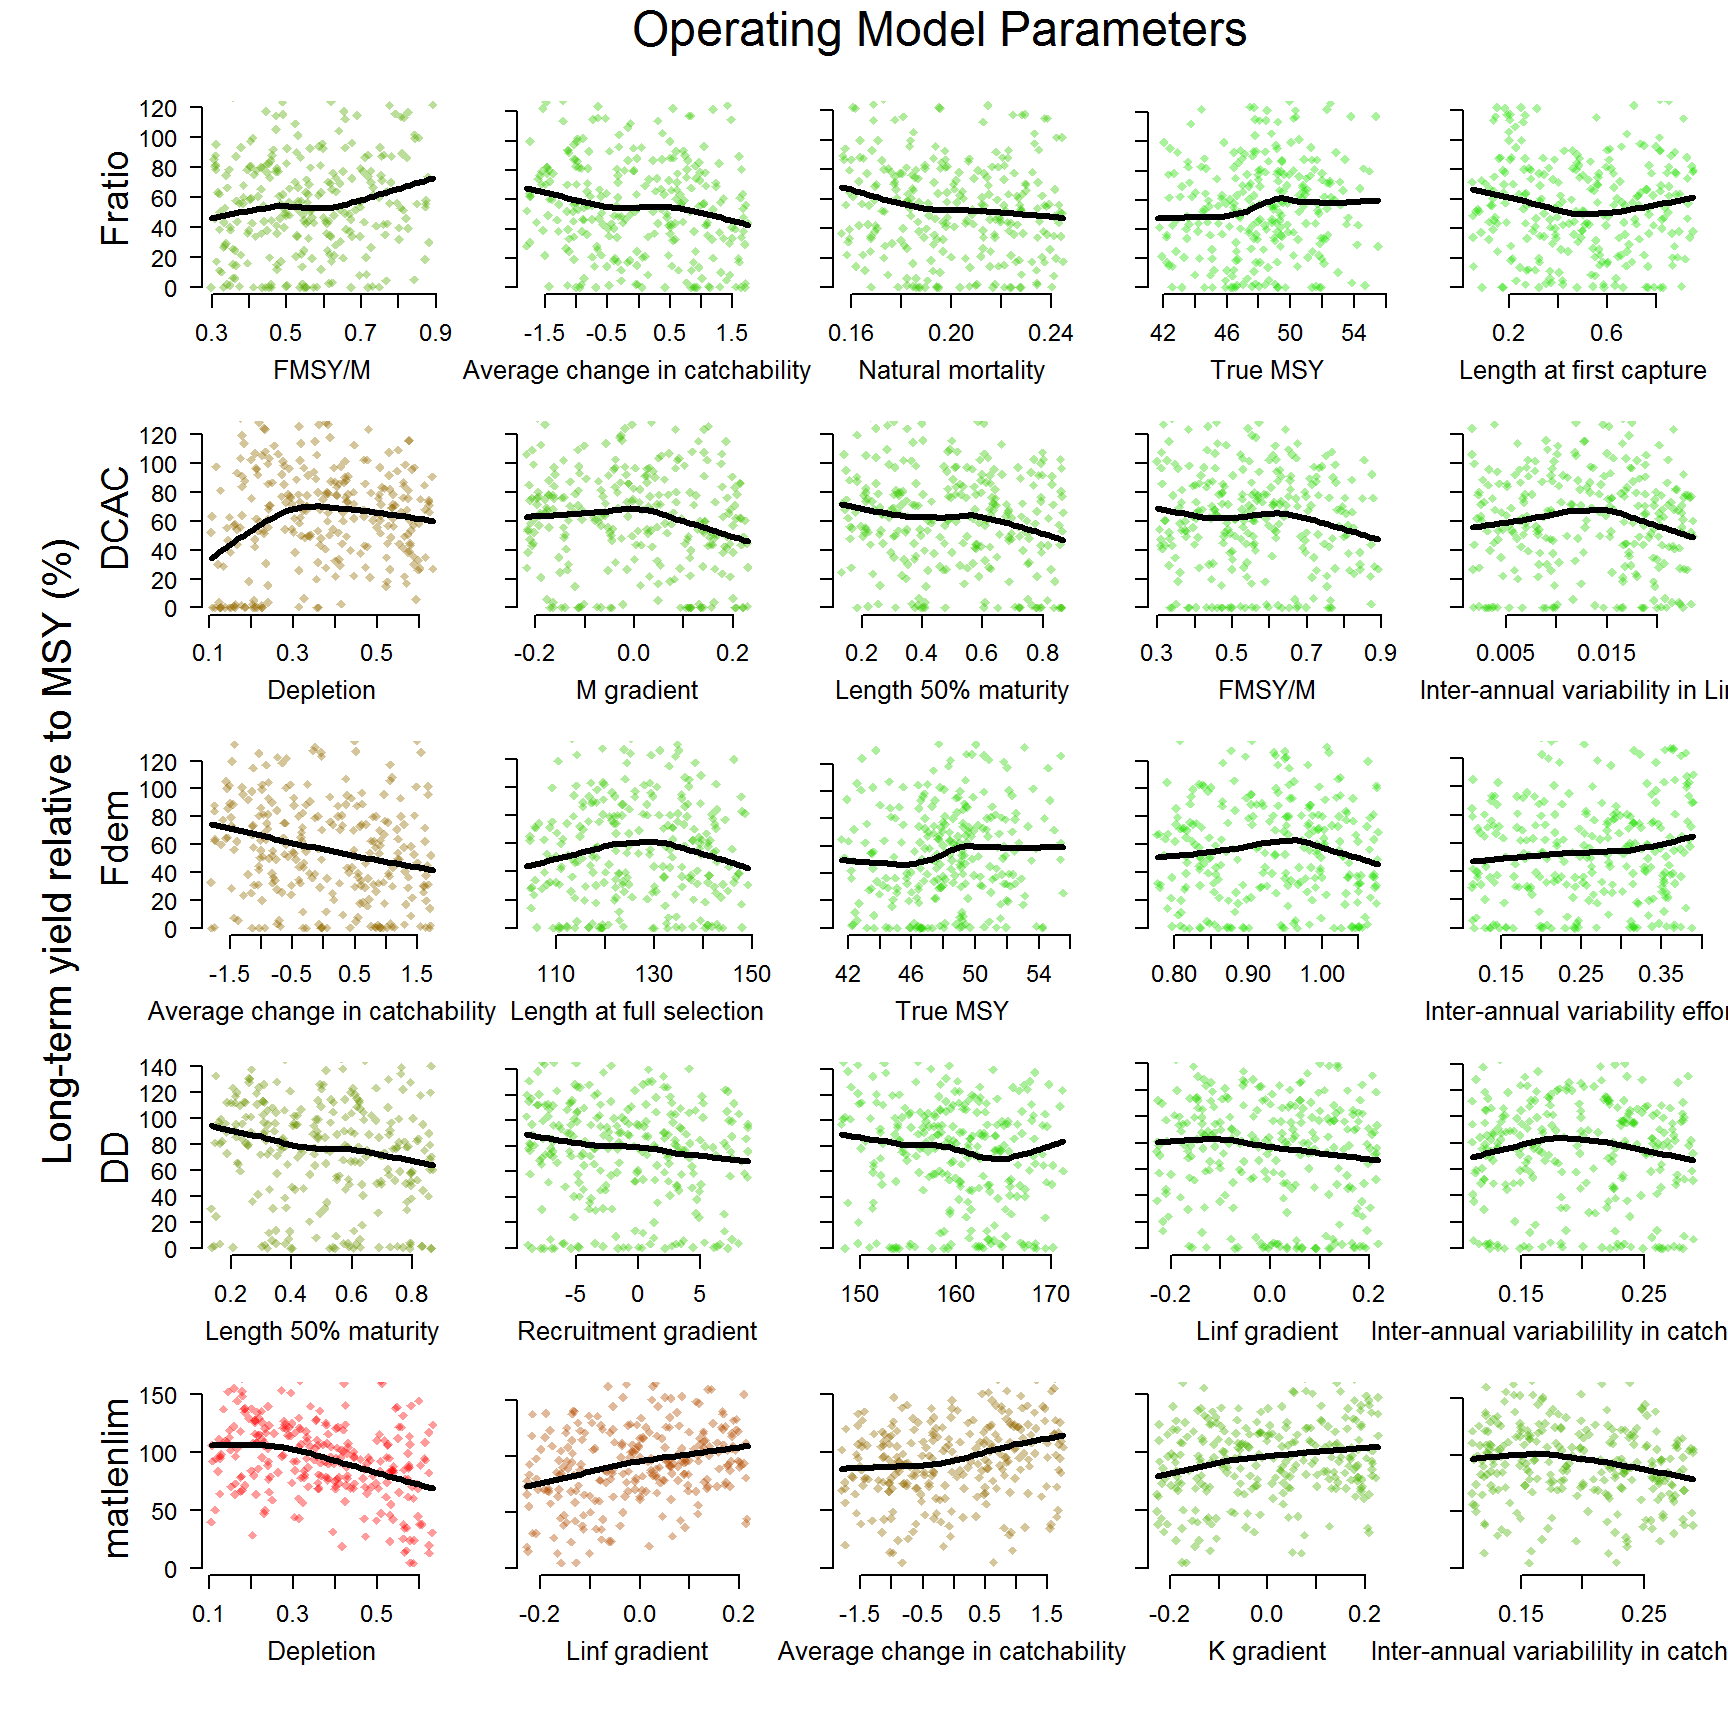 Operating Model Parameters
Long-term yield relative to MSY (%)
Fratio
120
100
80
60
40
20
0
0.3 0.5 0.7 0.9
-1.5 -0.5 0.5 1.5
0.16 0.20 0.24
42 46 50 54
0.2 0.6
FMSY/M
Average change in catchability
Natural mortality
True MSY
Length at first capture
DCAC
120
100
80
60
40
20
0
0.1 0.3 0.5
-0.2 0.0 0.2
0.2 0.4 0.6 0.8
0.3 0.5 0.7 0.9
0.005 0.015
Depletion
M gradient
Length 50% maturity
FMSY/M
Inter-annual variability in Lin
Fdem
120
100
80
60
40
20
0
-1.5 -0.5 0.5 1.5
110 130 150
42 46 50 54
0.80 0.90 1.00
0.15 0.25 0.35
Average change in catchability
Length at full selection
True MSY
Inter-annual variability effor
DD
140
120
100
80
60
40
20
0
0.2 0.4 0.6 0.8
-5 0 5
150 160 170
-0.2 0.0 0.2
0.15 0.25
Length 50% maturity
Recruitment gradient
Linf gradient
Inter-annual variabilility in catch
matlenlim
150
100
50
0
0.1 0.3 0.5
-0.2 0.0 0.2
-1.5 -0.5 0.5 1.5
-0.2 0.0 0.2
0.15 0.25
Depletion
Linf gradient
Average change in catchability
K gradient
Inter-annual variabilility in catch